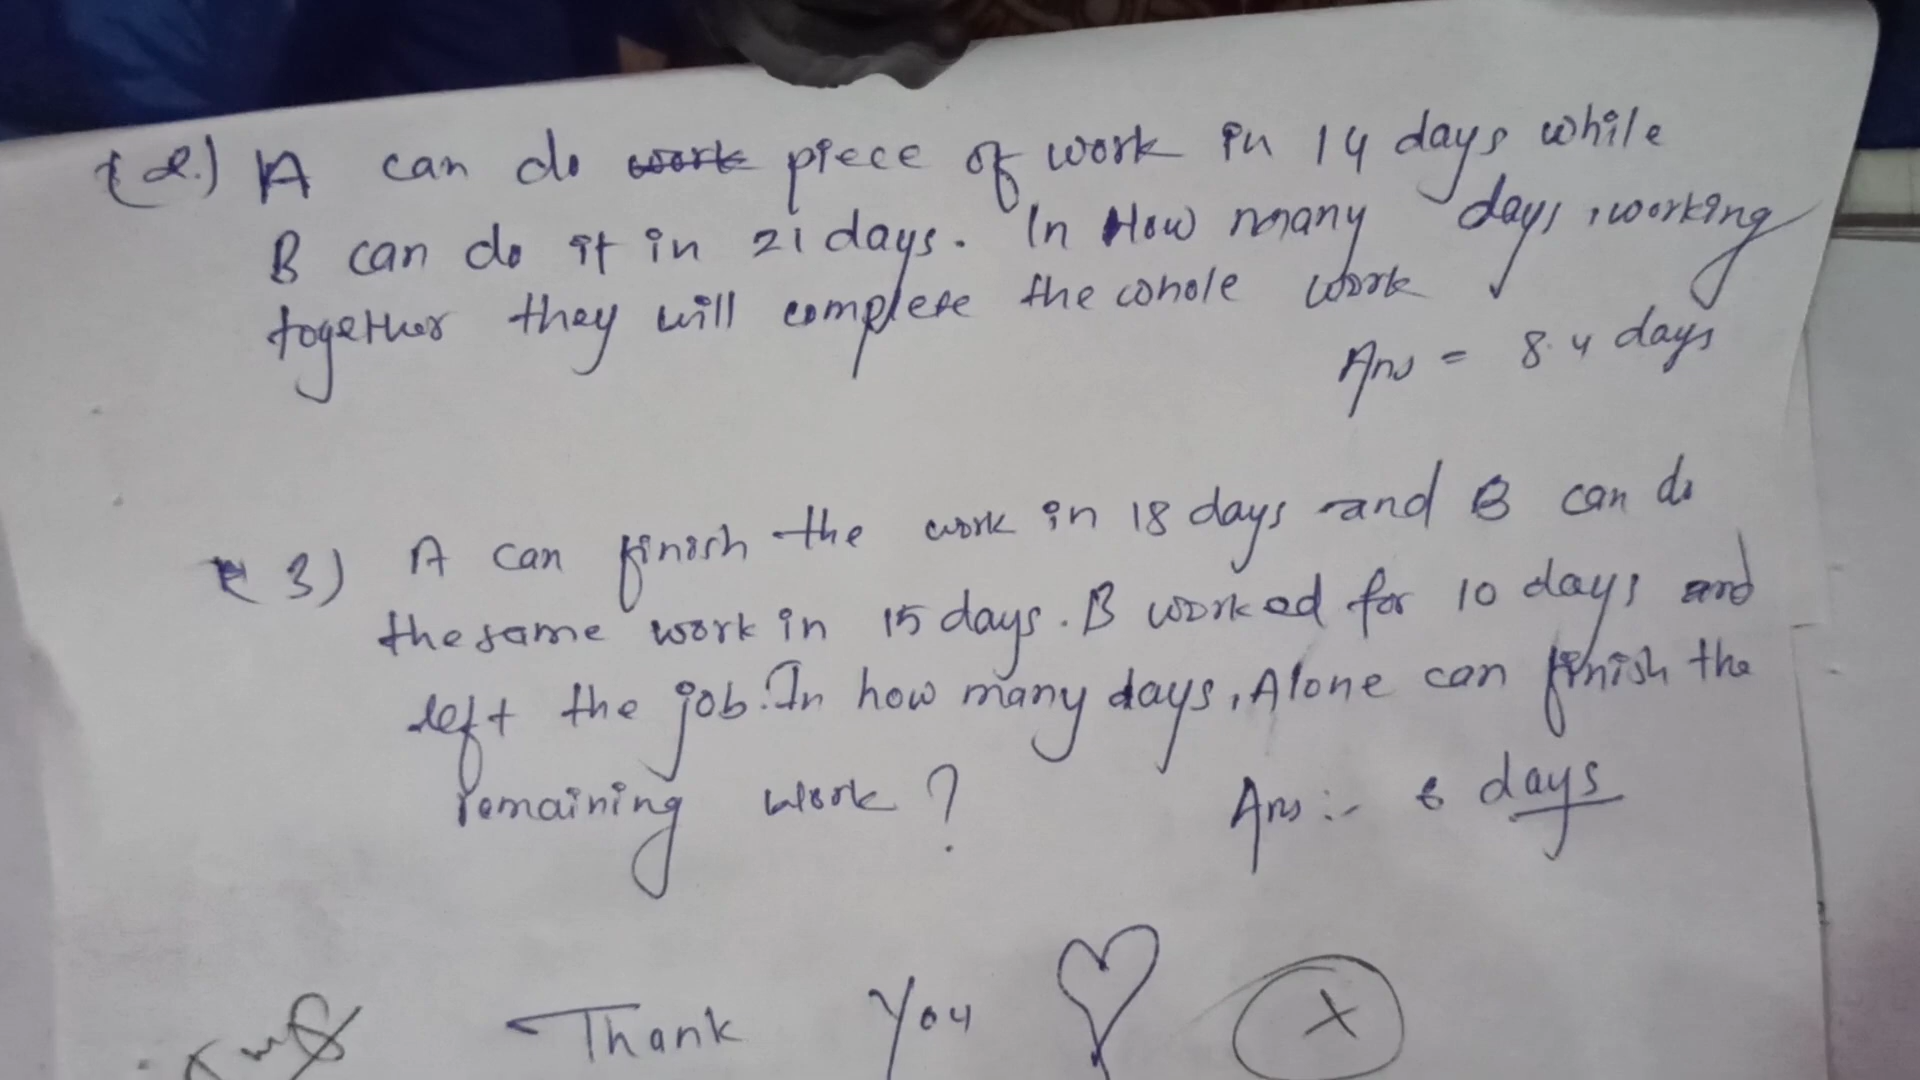 (2.) A can do work piece of work in 14 days while
B can do it in 21 days. In How many days, working
together they will complete the whole work
Ans = 8.4 days
3) A can finish the work in 18 days and B can do
the same work in 15 days. B worked for 10 days and
left the job. In how many days, Alone can finish the
remaining work ?
Ans :- 6 days
Thank You
X